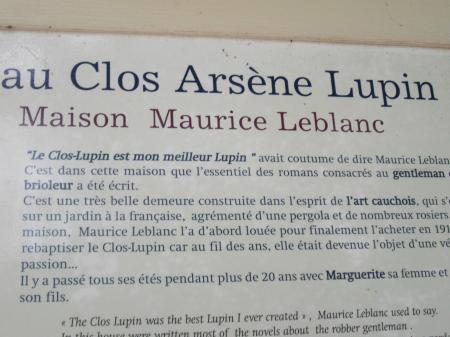 au Clos Arsène Lupin
Maison Maurice Leblanc
"Le Clos-Lupin est mon meilleur Lupin " avait coutume de dire Maurice Leblan
C'est dans cette maison que l'essentiel des romans consacrés au gentleman
brioleur a été écrit.
C'est une très belle demeure construite dans l'esprit de l'art cauchois, qui s'
sur un jardin à la française, agrémenté d'une pergola et de nombreux rosiers
maison, Maurice Leblanc l'a d'abord louée pour finalement l'acheter en 191
rebaptiser le Clos-Lupin car au fil des ans, elle était devenue l'objet d'une vé
passion...
Il y a passé tous ses étés pendant plus de 20 ans avec Marguerite sa femme et
son fils.
« The Clos Lupin was the best Lupin I ever created » , Maurice Leblanc used to say.
In this house were written most of the novels about the robber gentleman .